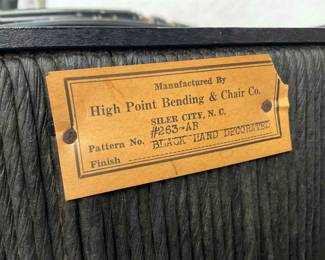 Manufactured By
High Point Bending & Chair Co.
SILER CITY, N. C.
#263-AR
Pattern No. BLACK HAND DECORATED
Finish